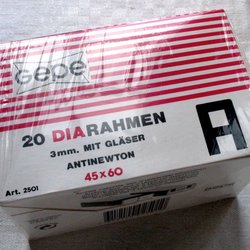 Gepe
20 DIARAHMEN
3mm. MIT GLÄSER
ANTINEWTON
45x60
Art. 2501